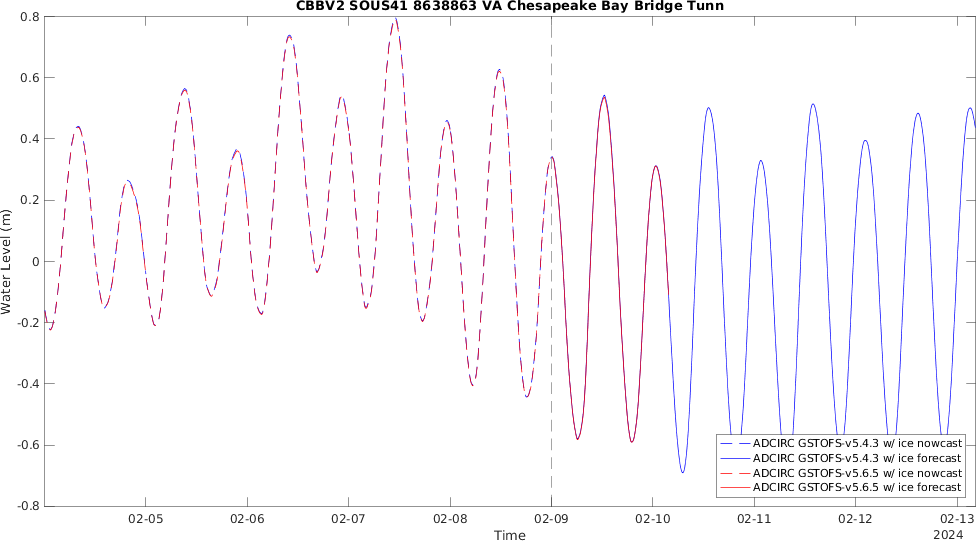 CBBV2 SOUS41 8638863 VA Chesapeake Bay Bridge Tunn
0.8
0.6
0.4
0.2
0
-0.2
-0.4
-0.6
-0.8
Water Level (m)
ADCIRC GSTOFS-v5.4.3 w/ ice nowcast
ADCIRC GSTOFS-v5.4.3 w/ ice forecast
ADCIRC GSTOFS-v5.6.5 w/ ice nowcast
ADCIRC GSTOFS-v5.6.5 w/ ice forecast
02-05 02-06 02-07 02-08 02-09 02-10 02-11 02-12 02-13
Time
2024